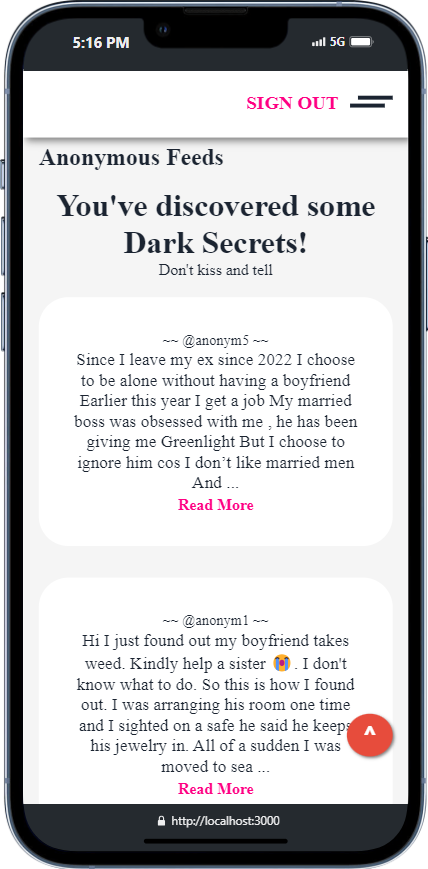 5:16 PM 5G
SIGN OUT
Anonymous Feeds
You've discovered some
Dark Secrets!
Don't kiss and tell
~~ @anonym5 ~~
Since I leave my ex since 2022 I choose
to be alone without having a boyfriend
Earlier this year I get a job My married
boss was obsessed with me , he has been
giving me Greenlight But I choose to
ignore him cos I don’t like married men
And ...
Read More
~~ @anonym1 ~~
Hi I just found out my boyfriend takes
weed. Kindly help a sister 😭 . I don't
know what to do. So this is how I found
out. I was arranging his room one time
and I sighted on a safe he said he keeps
his jewelry in. All of a sudden I was
moved to sea ...
Read More
^
http://localhost:3000